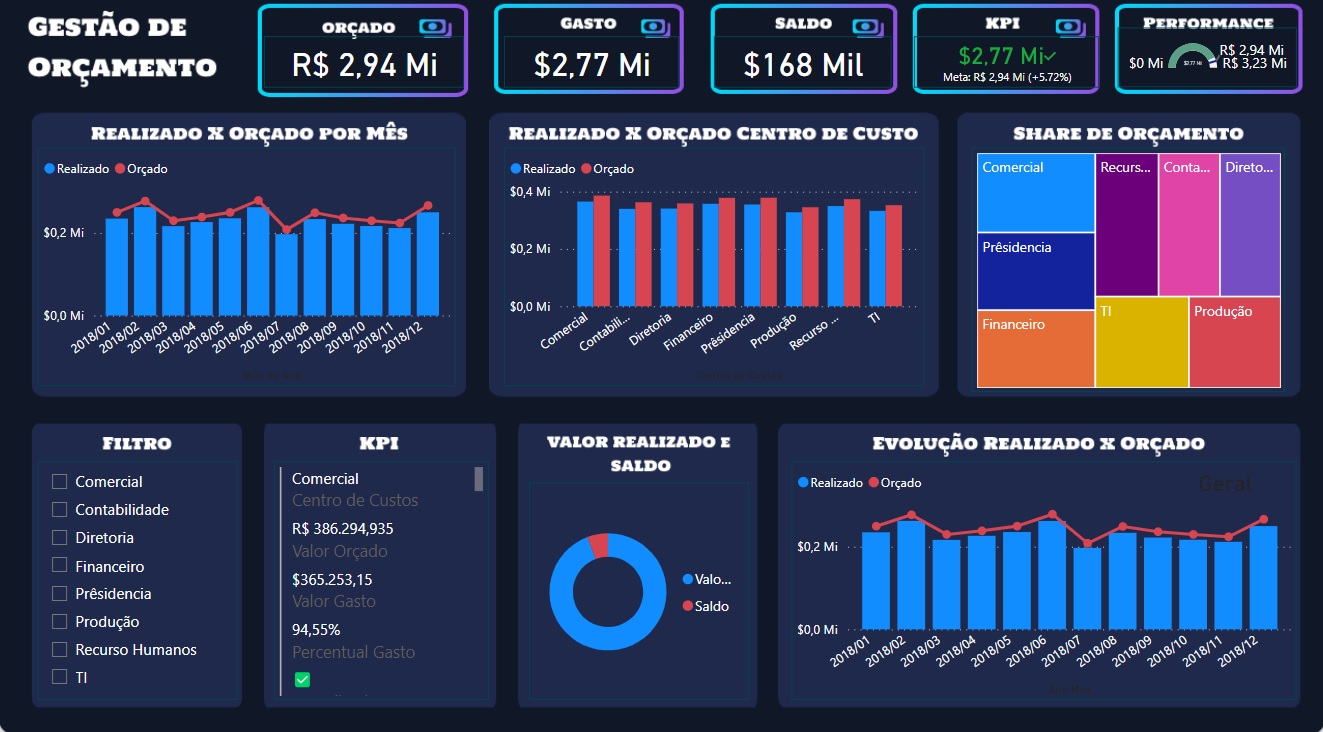 GESTÃO DE
ORÇAMENTO
ORÇADO
R$ 2,94 Mi
GASTO
$2,77 Mi
SALDO
$168 Mil
KPI
$2,77 Mi
Meta: R$ 2,94 Mi (+5.72%)
PERFORMANCE
$0 Mi
$2,77 Mi
R$ 2,94 Mi
R$ 3,23 Mi
REALIZADO X ORÇADO POR MÊS
Realizado Orçado
$0,2 Mi
$0,0 Mi
2018/01 2018/02 2018/03 2018/04 2018/05 2018/06 2018/07 2018/08 2018/09 2018/10 2018/11 2018/12
REALIZADO X ORÇADO CENTRO DE CUSTO
Realizado Orçado
$0,4 Mi
$0,2 Mi
$0,0 Mi
Comercial Contabili... Diretoria Financeiro Prêsidencia Produção Recurso ... TI
SHARE DE ORÇAMENTO
Comercial
Recurs...
Conta...
Direto...
Prêsidencia
Financeiro
TI
Produção
FILTRO
Comercial
Contabilidade
Diretoria
Financeiro
Prêsidencia
Produção
Recurso Humanos
TI
KPI
Comercial
Centro de Custos
R$ 386.294,935
Valor Orçado
$365.253,15
Valor Gasto
94,55%
Percentual Gasto
VALOR REALIZADO E
SALDO
Valo...
Saldo
EVOLUÇÃO REALIZADO X ORÇADO
Realizado Orçado
Geral
$0,2 Mi
$0,0 Mi
2018/01 2018/02 2018/03 2018/04 2018/05 2018/06 2018/07 2018/08 2018/09 2018/10 2018/11 2018/12